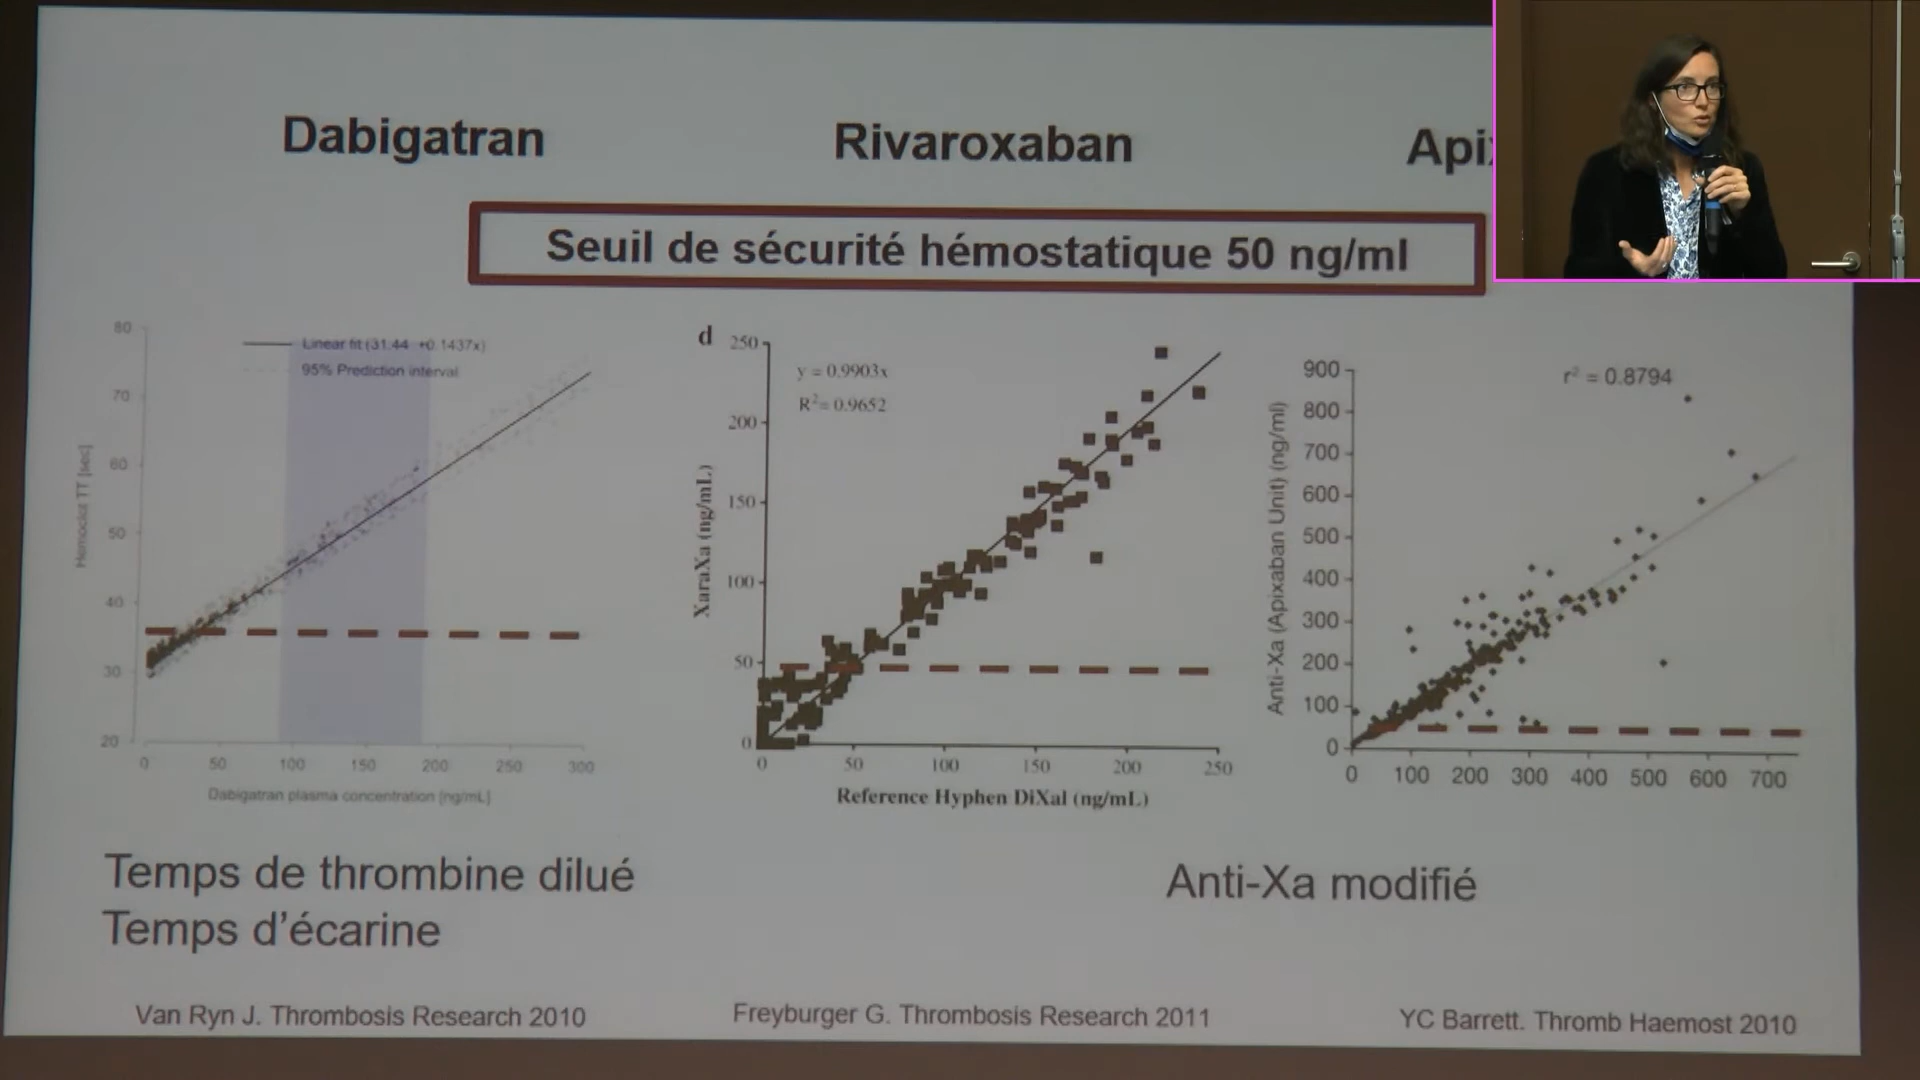 Dabigatran
Rivaroxaban
Api
Seuil de sécurité hémostatique 50 ng/ml
80
70
60
50
40
30
20
Hemoclot TT [sec]
Linear fit (31.44 +0.1437x)
95% Prediction interval
0 50 100 150 200 250 300
Dabigatran plasma concentration [ng/mL]
d
250
200
150
100
50
0
XaraXa (ng/mL)
y = 0.9903x
R²= 0.9652
0 50 100 150 200 250
Reference Hyphen DiXal (ng/mL)
900
800
700
600
500
400
300
200
100
0
Anti-Xa (Apixaban Unit) (ng/ml)
r² = 0.8794
0 100 200 300 400 500 600 700
Temps de thrombine dilué
Temps d'écarine
Anti-Xa modifié
Van Ryn J. Thrombosis Research 2010
Freyburger G. Thrombosis Research 2011
YC Barrett. Thromb Haemost 2010